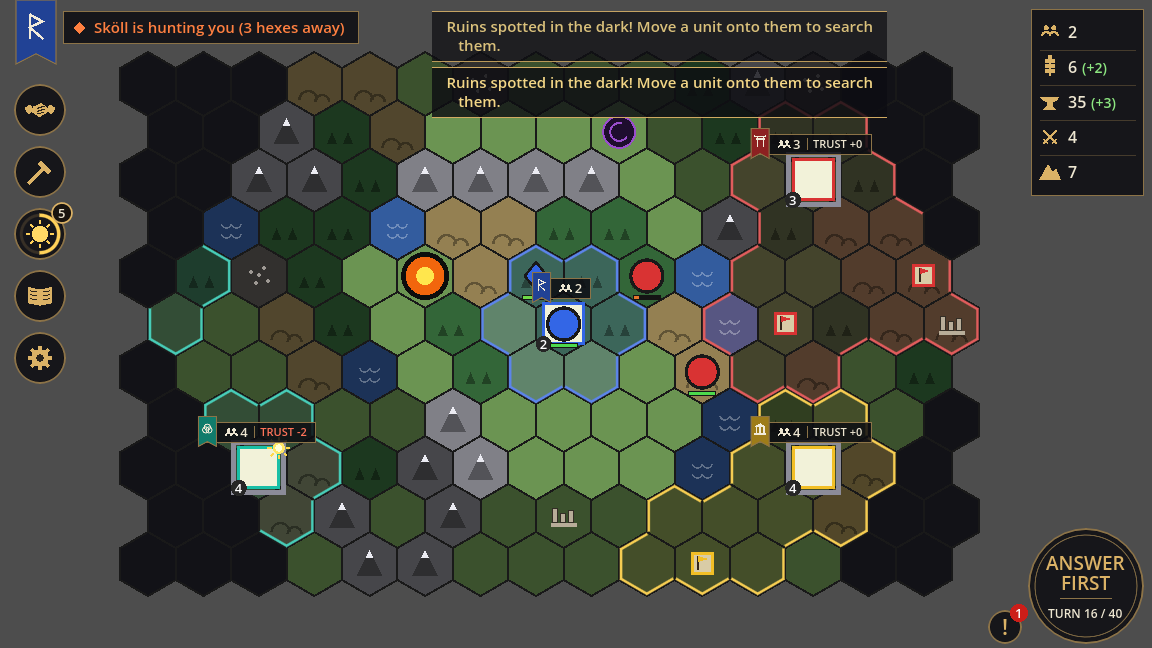 Sköll is hunting you (3 hexes away)
Ruins spotted in the dark! Move a unit onto them to search
them.
Ruins spotted in the dark! Move a unit onto them to search
them.
2
6 (+2)
35 (+3)
4
7
5
3 TRUST +0
3
2
2
4 TRUST -2
4
4 TRUST +0
4
ANSWER
FIRST
TURN 16 / 40
! 1